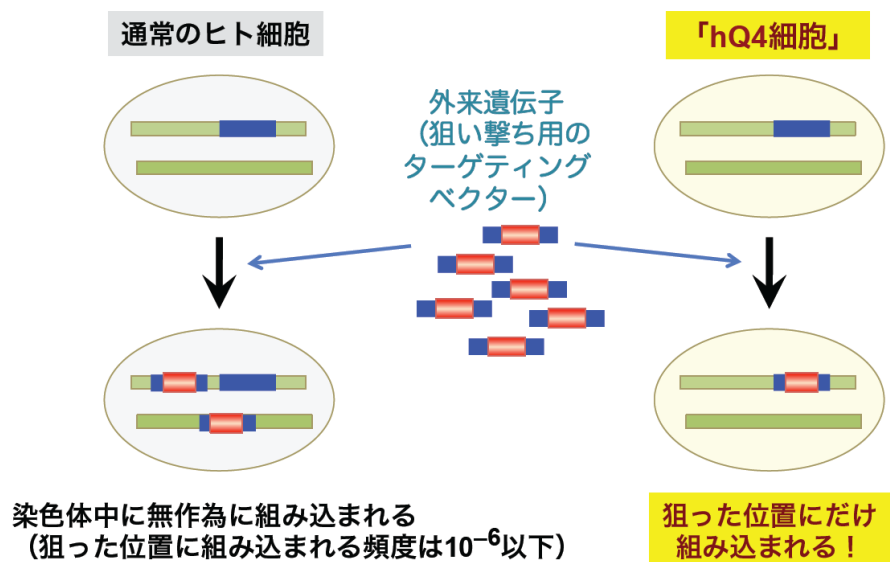 通常のヒト細胞
「hQ4細胞」
外来遺伝子
（狙い撃ち用の
ターゲティング
ベクター）
染色体中に無作為に組み込まれる
（狙った位置に組み込まれる頻度は10⁻⁶以下）
狙った位置にだけ
組み込まれる！